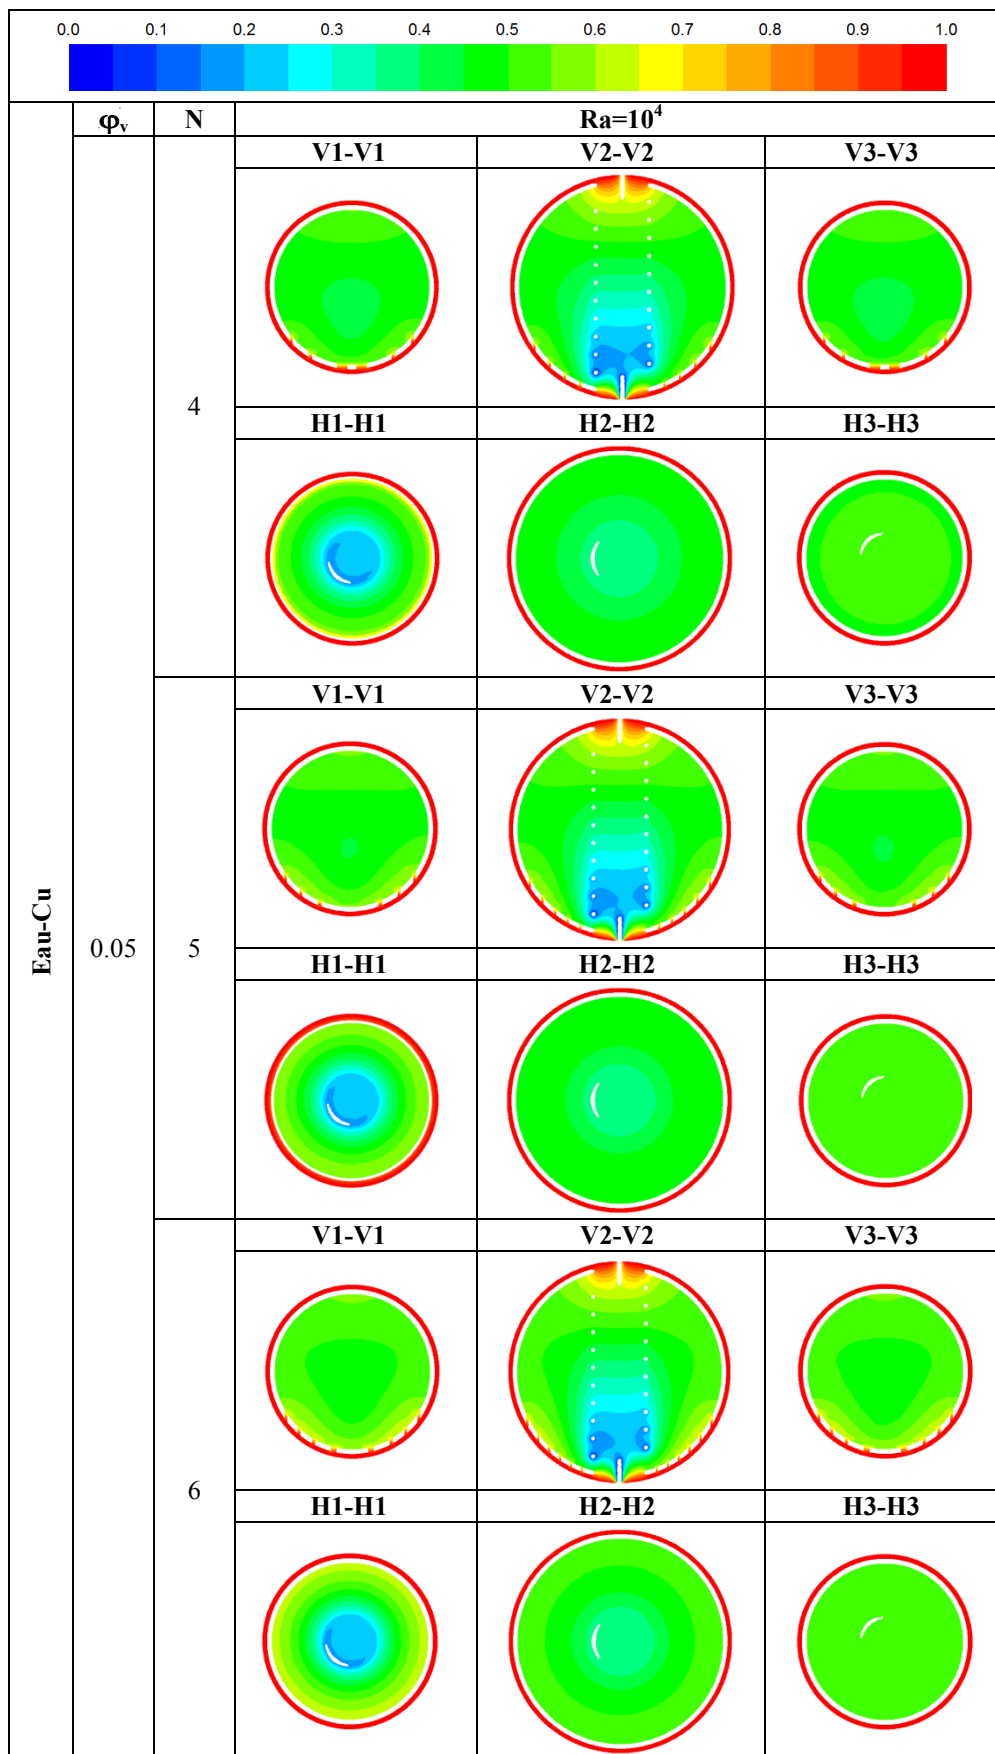 0.0 0.1 0.2 0.3 0.4 0.5 0.6 0.7 0.8 0.9 1.0
φv N Ra=10⁴
V1-V1 V2-V2 V3-V3
4
H1-H1 H2-H2 H3-H3
V1-V1 V2-V2 V3-V3
Eau-Cu
0.05 5
H1-H1 H2-H2 H3-H3
V1-V1 V2-V2 V3-V3
6
H1-H1 H2-H2 H3-H3